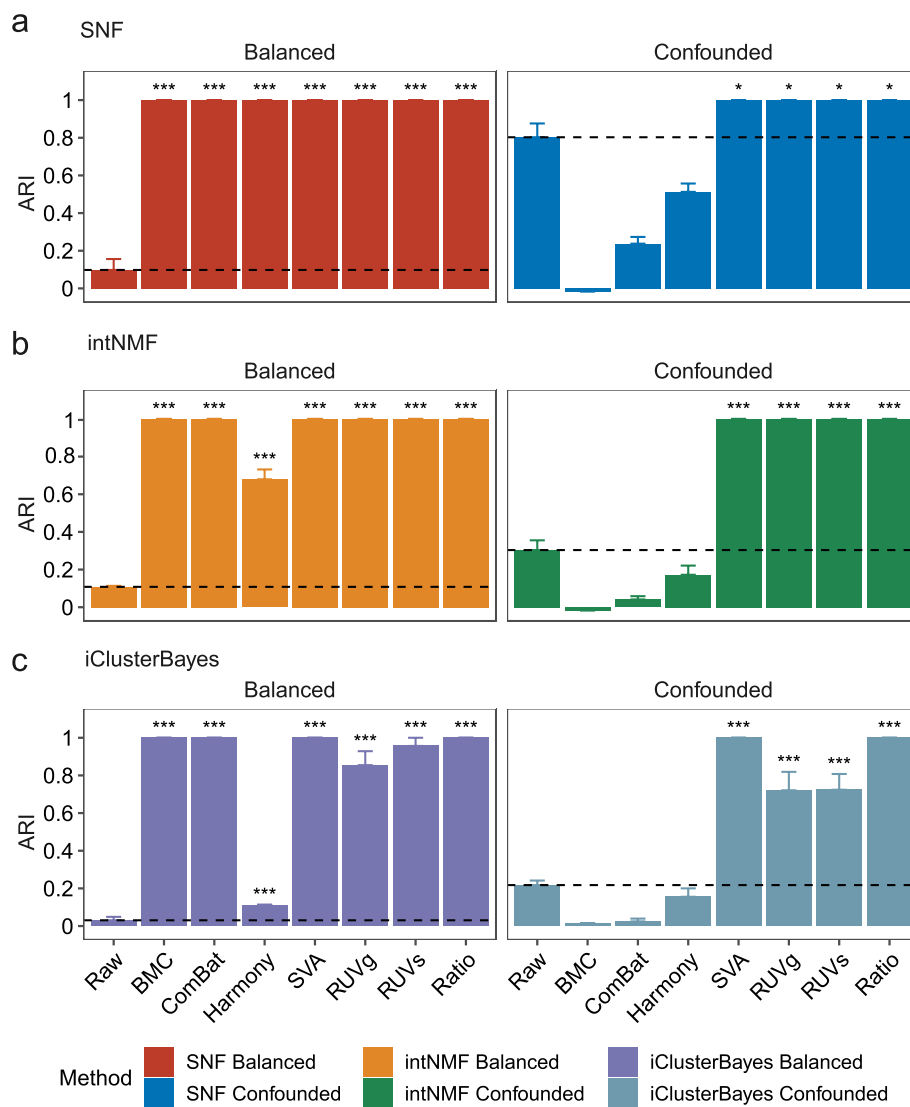 a
SNF
Balanced
Confounded
*** *** *** *** *** *** ***
* * * *
1
0.8
0.6
0.4
0.2
0
ARI
b
intNMF
Balanced
Confounded
*** *** *** *** *** *** ***
*** *** *** ***
1
0.8
0.6
0.4
0.2
0
ARI
c
iClusterBayes
Balanced
Confounded
*** *** *** *** *** *** ***
*** *** *** ***
1
0.8
0.6
0.4
0.2
0
ARI
Raw BMC ComBat Harmony SVA RUVg RUVs Ratio
Raw BMC ComBat Harmony SVA RUVg RUVs Ratio
Method
SNF Balanced
SNF Confounded
intNMF Balanced
intNMF Confounded
iClusterBayes Balanced
iClusterBayes Confounded